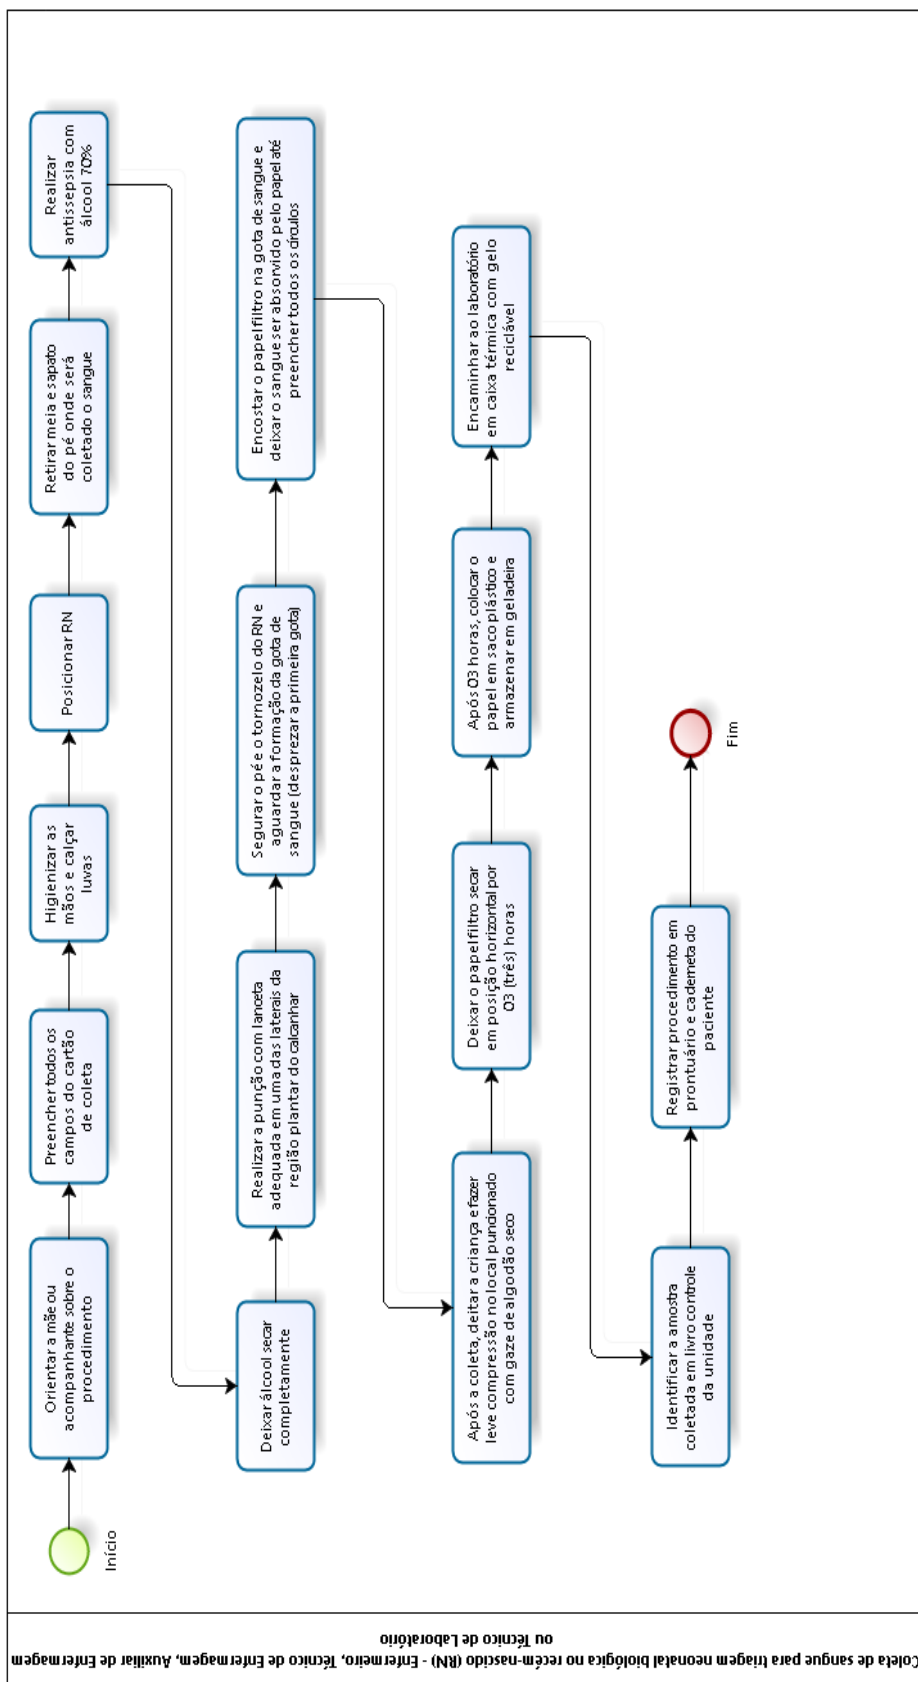 Coleta de sangue para triagem neonatal biológica no recém-nascido (RN) - Enfermeiro, Técnico de Enfermagem, Auxiliar de Enfermagem
ou Técnico de Laboratório
Início
Orientar a mãe ou
acompanhante sobre o
procedimento
Preencher todos os
campos do cartão
de coleta
Higienizar as
mãos e calçar
luvas
Posicionar RN
Retirar meia e sapato
do pé onde será
coletado o sangue
Realizar
antissepsia com
álcool 70%
Deixar álcool secar
completamente
Realizar a punção com lanceta
adequada em uma das laterais da
região plantar do calcanhar
Segurar o pé e o tornozelo do RN e
aguardar a formação da gota de
sangue (desprezar a primeira gota)
Encostar o papel filtro na gota de sangue e
deixar o sangue ser absorvido pelo papel até
preencher todos os círculos
Após a coleta, deitar a criança e fazer
leve compressão no local puncionado
com gaze de algodão seco
Deixar o papel filtro secar
em posição horizontal por
03 (três) horas
Após 03 horas, colocar o
papel em saco plástico e
armazenar em geladeira
Encaminhar ao laboratório
em caixa térmica com gelo
reciclável
Identificar a amostra
coletada em livro controle
da unidade
Registrar procedimento em
prontuário e caderneta do
paciente
Fim